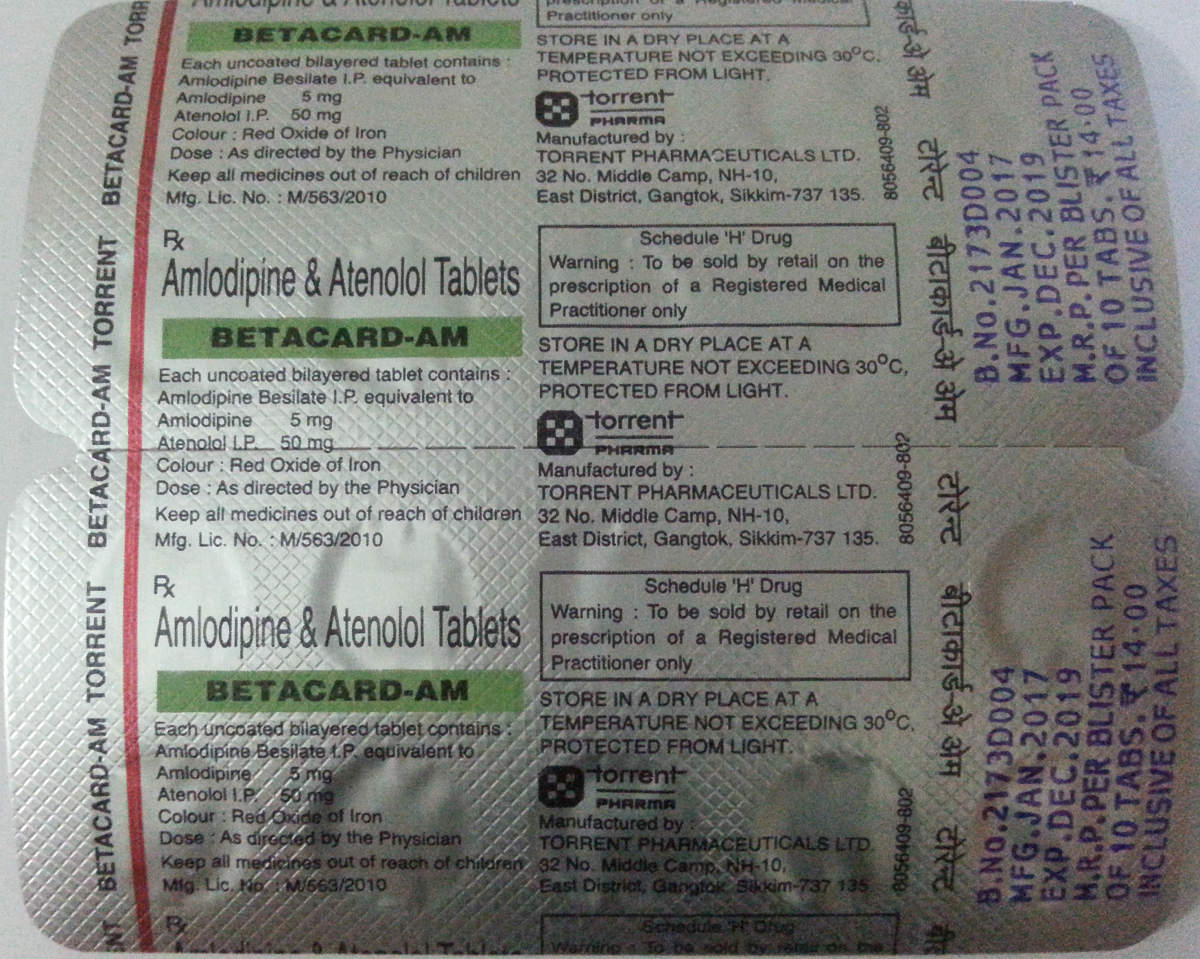 Amlodipine & Atenolol Tablets
BETACARD-AM
Each uncoated bilayered tablet contains :
Amlodipine Besilate I.P. equivalent to
Amlodipine 5 mg
Atenolol I.P. 50 mg
Colour : Red Oxide of Iron
Dose : As directed by the Physician
Keep all medicines out of reach of children
Mfg. Lic. No. : M/563/2010
prescription of a Registered Medical
Practitioner only
STORE IN A DRY PLACE AT A
TEMPERATURE NOT EXCEEDING 30°C,
PROTECTED FROM LIGHT.
torrent
PHARMA
Manufactured by :
TORRENT PHARMACEUTICALS LTD.
32 No. Middle Camp, NH-10,
East District, Gangtok, Sikkim-737 135.
8056409-802
Rx
Amlodipine & Atenolol Tablets
BETACARD-AM
Each uncoated bilayered tablet contains :
Amlodipine Besilate I.P. equivalent to
Amlodipine 5 mg
Atenolol I.P. 50 mg
Colour : Red Oxide of Iron
Dose : As directed by the Physician
Keep all medicines out of reach of children
Mfg. Lic. No. : M/563/2010
Schedule 'H' Drug
Warning : To be sold by retail on the
prescription of a Registered Medical
Practitioner only
STORE IN A DRY PLACE AT A
TEMPERATURE NOT EXCEEDING 30°C,
PROTECTED FROM LIGHT.
torrent
PHARMA
Manufactured by :
TORRENT PHARMACEUTICALS LTD.
32 No. Middle Camp, NH-10,
East District, Gangtok, Sikkim-737 135.
8056409-802
Rx
Amlodipine & Atenolol Tablets
BETACARD-AM
Each uncoated bilayered tablet contains :
Amlodipine Besilate I.P. equivalent to
Amlodipine 5 mg
Atenolol I.P. 50 mg
Colour : Red Oxide of Iron
Dose : As directed by the Physician
Keep all medicines out of reach of children
Mfg. Lic. No. : M/563/2010
Schedule 'H' Drug
Warning : To be sold by retail on the
prescription of a Registered Medical
Practitioner only
STORE IN A DRY PLACE AT A
TEMPERATURE NOT EXCEEDING 30°C,
PROTECTED FROM LIGHT.
torrent
PHARMA
Manufactured by :
TORRENT PHARMACEUTICALS LTD.
32 No. Middle Camp, NH-10,
East District, Gangtok, Sikkim-737 135.
8056409-802
Rx
Amlodipine & Atenolol Tablets
Schedule 'H' Drug
Warning : To be sold by retail on the
BETACARD-AM TORRENT BETACARD-AM TORRENT BETACARD-AM TORR
टोरेन्ट बीटाकार्ड-अे अेम टोरेन्ट बीटाकार्ड-अे अेम
B.No.2173D004
MFG.JAN.2017
EXP.DEC.2019
M.R.P.PER BLISTER PACK
OF 10 TABS. ₹ 14.00
INCLUSIVE OF ALL TAXES
B.No.2173D004
MFG.JAN.2017
EXP.DEC.2019
M.R.P.PER BLISTER PACK
OF 10 TABS. ₹ 14.00
INCLUSIVE OF ALL TAXES